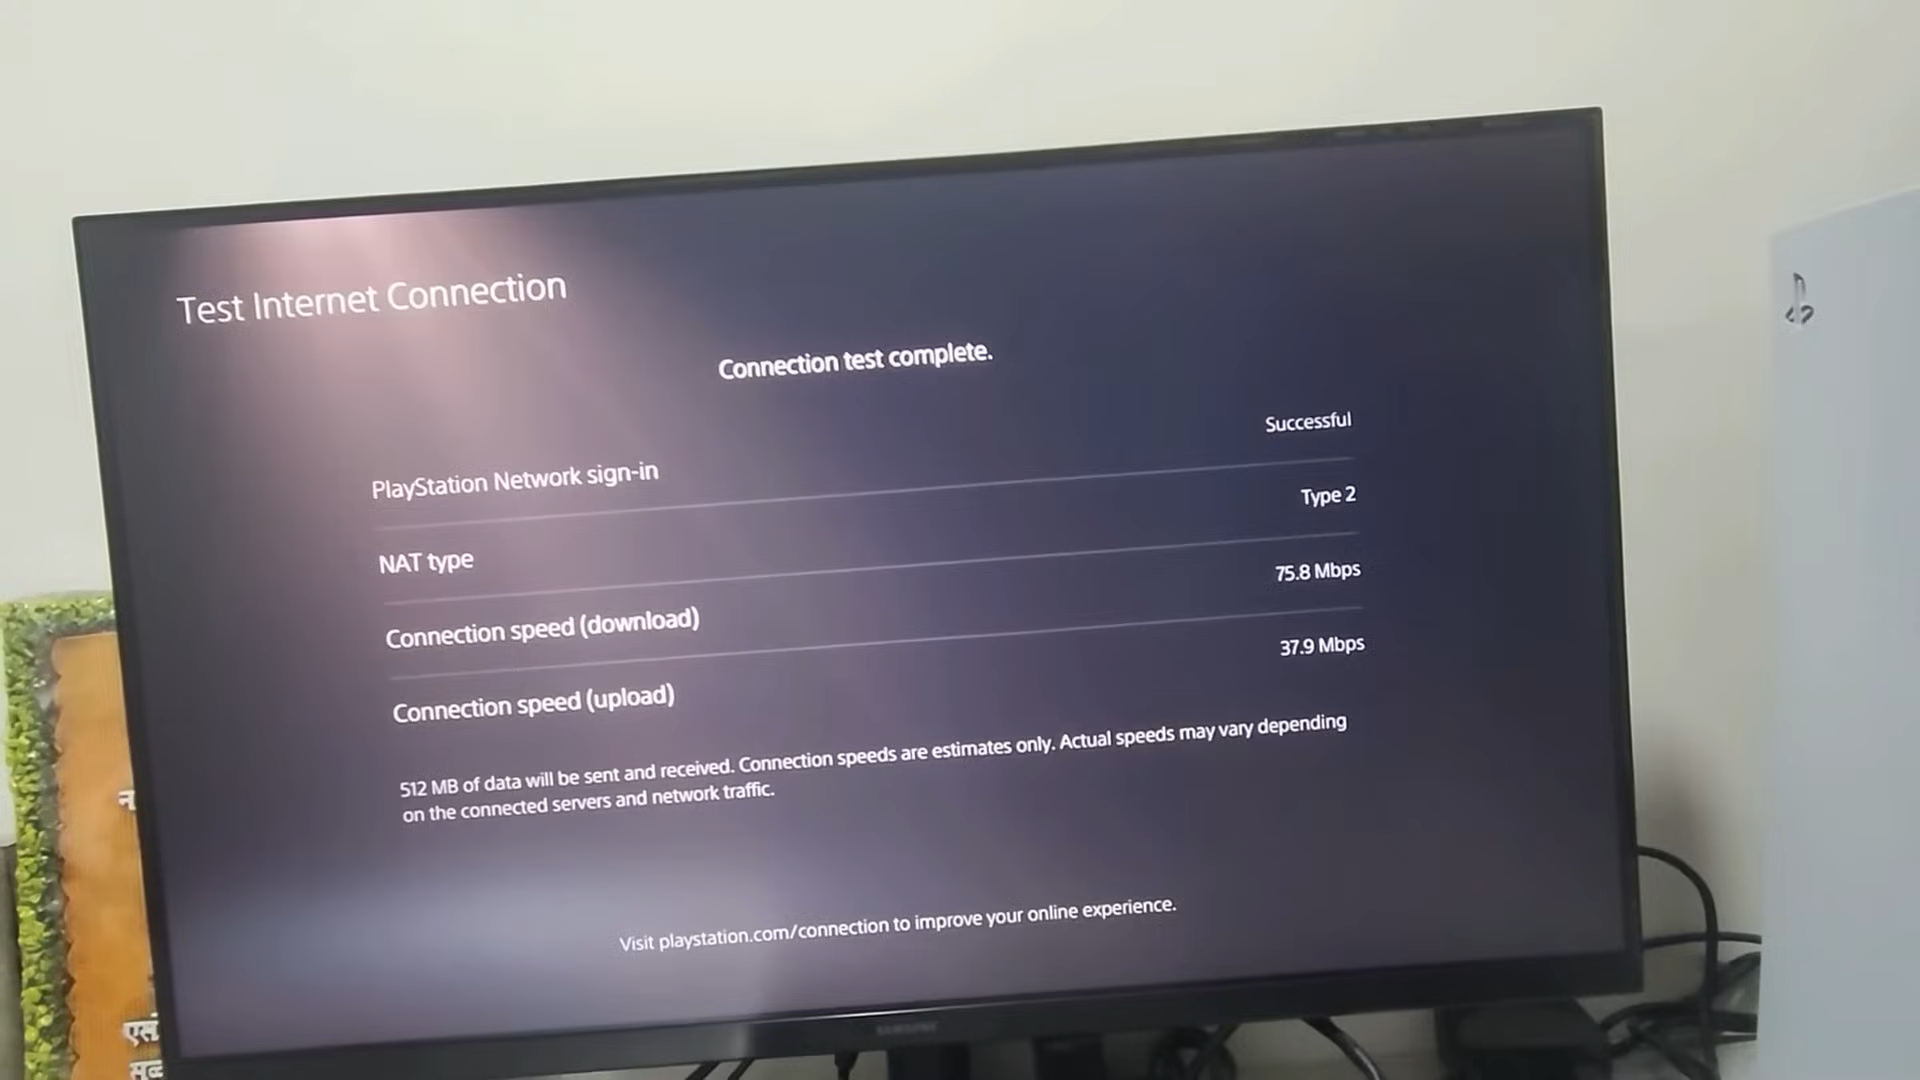 Test Internet Connection
Connection test complete.
PlayStation Network sign-in Successful
NAT type Type 2
Connection speed (download) 75.8 Mbps
Connection speed (upload) 37.9 Mbps
512 MB of data will be sent and received. Connection speeds are estimates only. Actual speeds may vary depending
on the connected servers and network traffic.
Visit playstation.com/connection to improve your online experience.
SAMSUNG